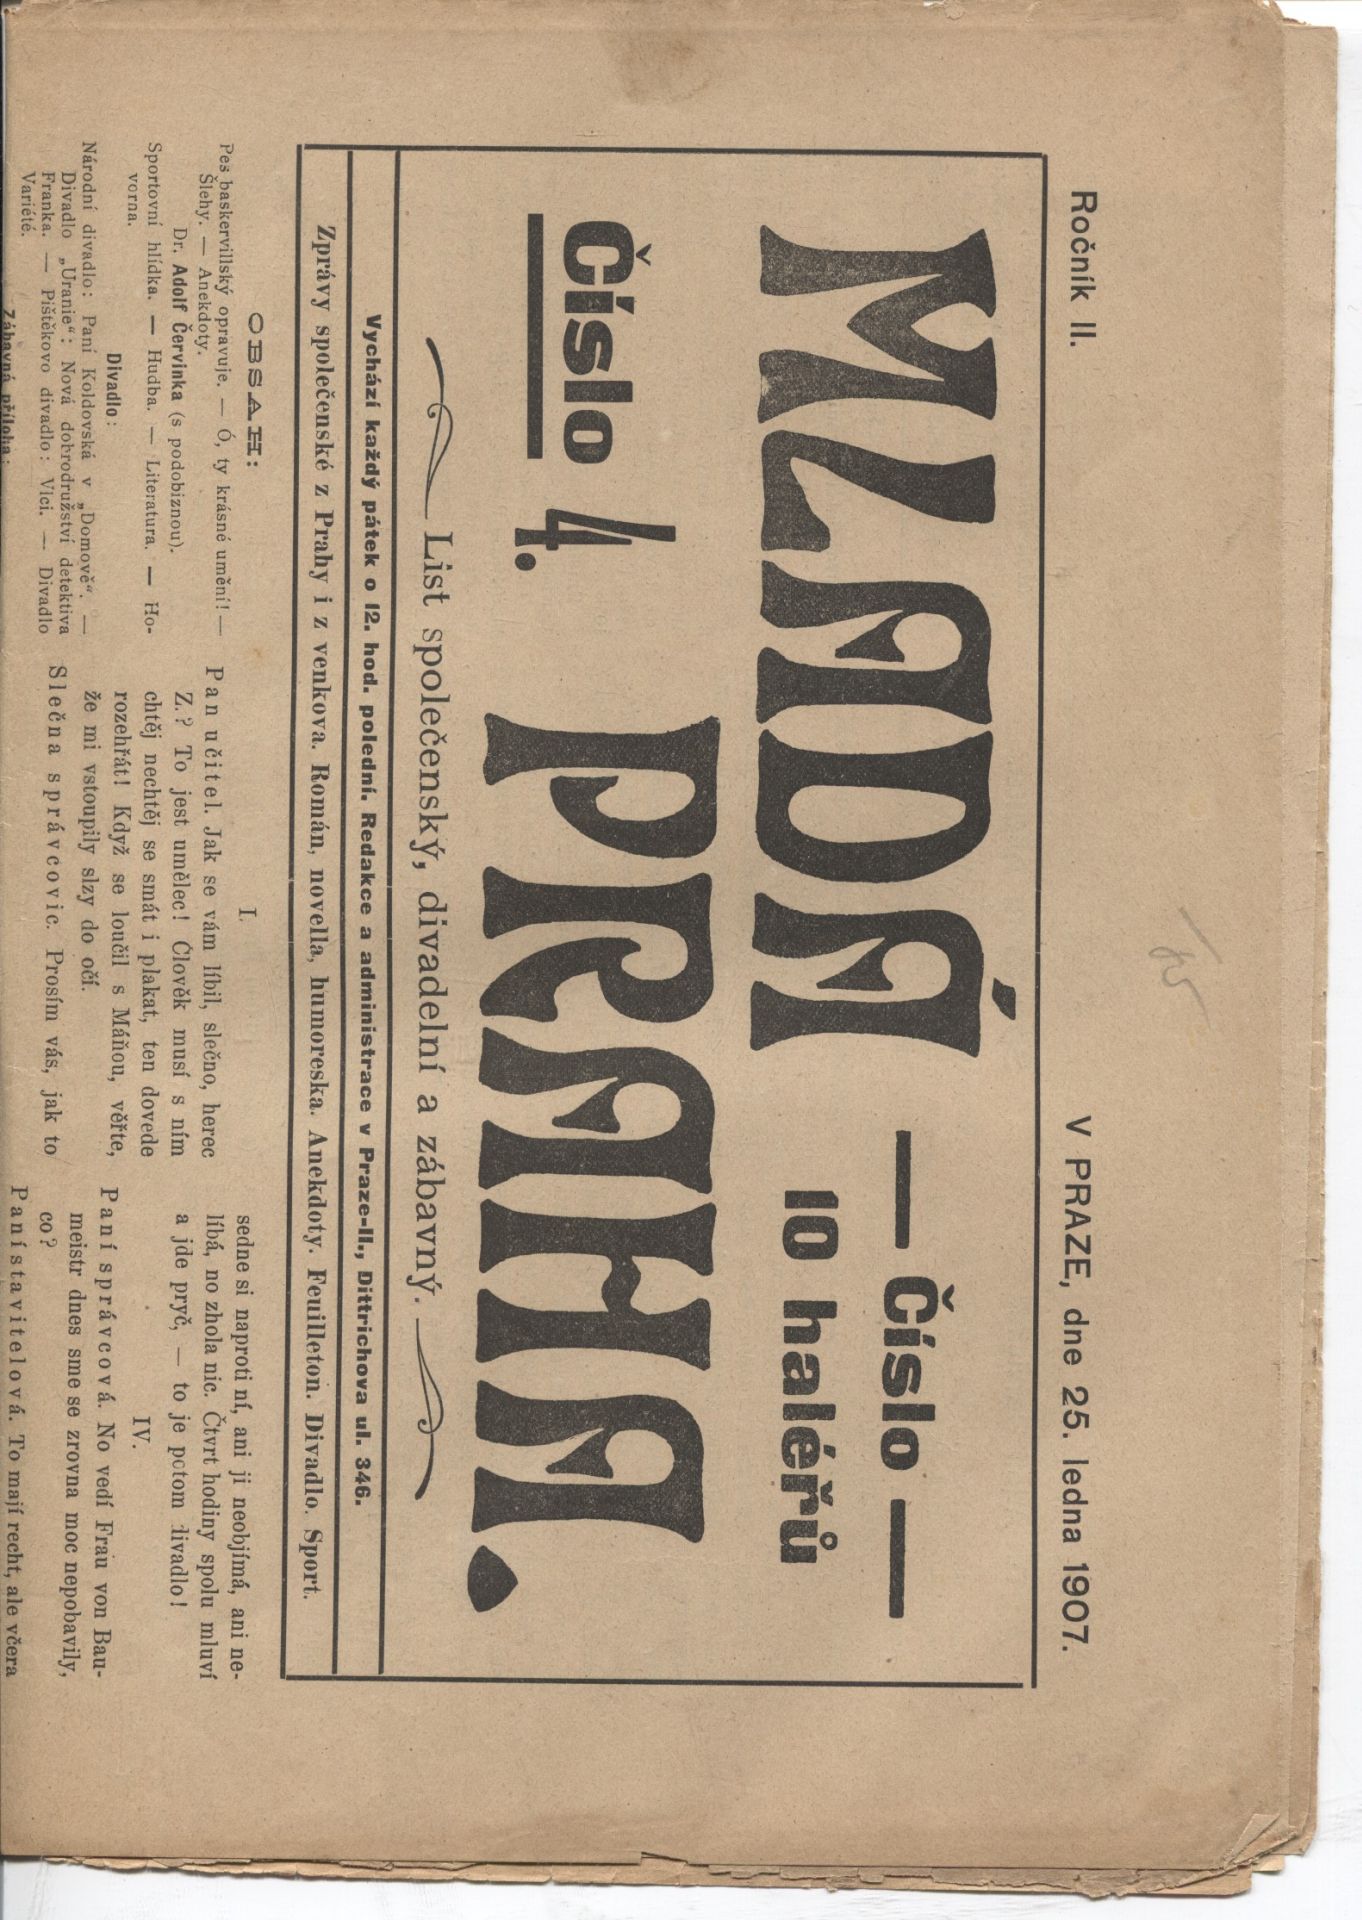 Ročník II.
V PRAZE, dne 25. ledna 1907.
MLADÁ
— Číslo —
10 haléřů
Číslo 4.
PRAHA.
List společenský, divadelní a zábavný.
Vychází každý pátek o 12. hod. polední. Redakce a administrace v Praze-II., Dittrichova ul. 346.
Zprávy společenské z Prahy i z venkova. Román, novella, humoreska. Anekdoty. Feuilleton. Divadlo. Sport.
OBSAH:
Pes baskervillský opravuje. — Ó, ty krásné umění! —
Šlehy. — Anekdoty.
Dr. Adolf Červinka (s podobiznou).
Sportovní hlídka. — Hudba. — Literatura. — Ho-
vorna.
Divadlo:
Národní divadlo: Paní Koldovská v „Domově“. —
Divadlo „Uranie“: Nová dobrodružství detektiva
Franka. — Pištěkovo divadlo: Vlci. — Divadlo
Variété.
Zábavná příloha:
I.
Pan učitel. Jak se vám líbil, slečno, herec
Z.? To jest umělec! Člověk musí s ním
chtěj nechtěj se smát i plakat, ten dovede
rozehřát! Když se loučil s Máňou, věřte,
že mi vstoupily slzy do očí.
Slečna správcovic. Prosím vás, jak to
sedne si naproti ní, ani ji neobjímá, ani ne-
líbá, no zhola nic. Čtvrt hodiny spolu mluví
a jde pryč, — to je pctom divadlo!
IV.
Paní správcová. No vedí Frau von Bau-
meistr dnes sme se zrovna moc nepobavily,
co?
Paní stavitelová. To mají recht, ale včera